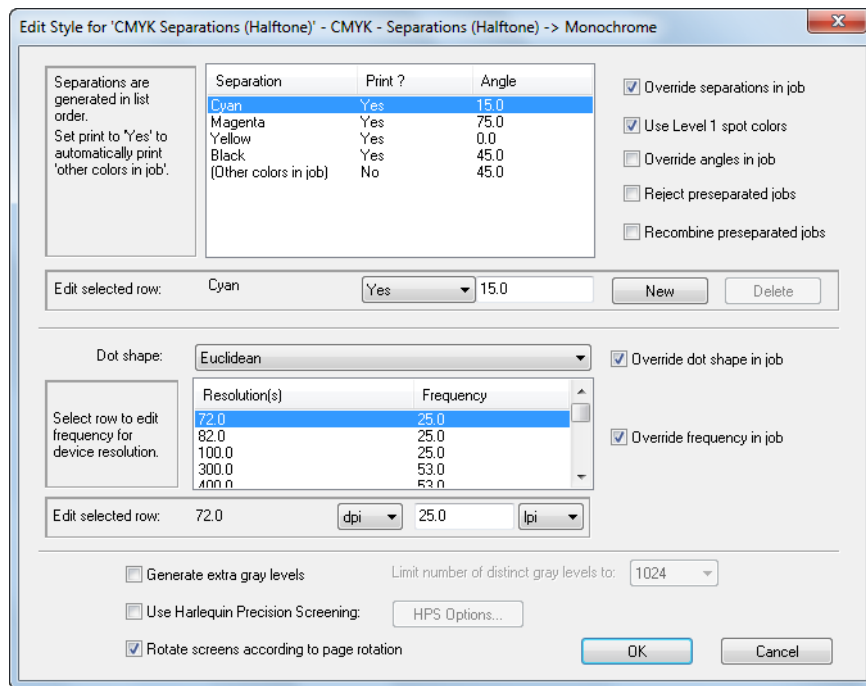 Edit Style for 'CMYK Separations (Halftone)' - CMYK - Separations (Halftone) -> Monochrome
Separations are
generated in list
order.
Set print to 'Yes' to
automatically print
'other colors in job'.
Separation Print ? Angle
Cyan Yes 15.0
Magenta Yes 75.0
Yellow Yes 0.0
Black Yes 45.0
(Other colors in job) No 45.0
Override separations in job
Use Level 1 spot colors
Override angles in job
Reject preseparated jobs
Recombine preseparated jobs
Edit selected row: Cyan Yes 15.0 New Delete
Dot shape: Euclidean Override dot shape in job
Select row to edit
frequency for
device resolution.
Resolution(s) Frequency
72.0 25.0
82.0 25.0
100.0 25.0
300.0 53.0
400.0 53.0
Override frequency in job
Edit selected row: 72.0 dpi 25.0 lpi
Generate extra gray levels Limit number of distinct gray levels to: 1024
Use Harlequin Precision Screening: HPS Options...
Rotate screens according to page rotation OK Cancel